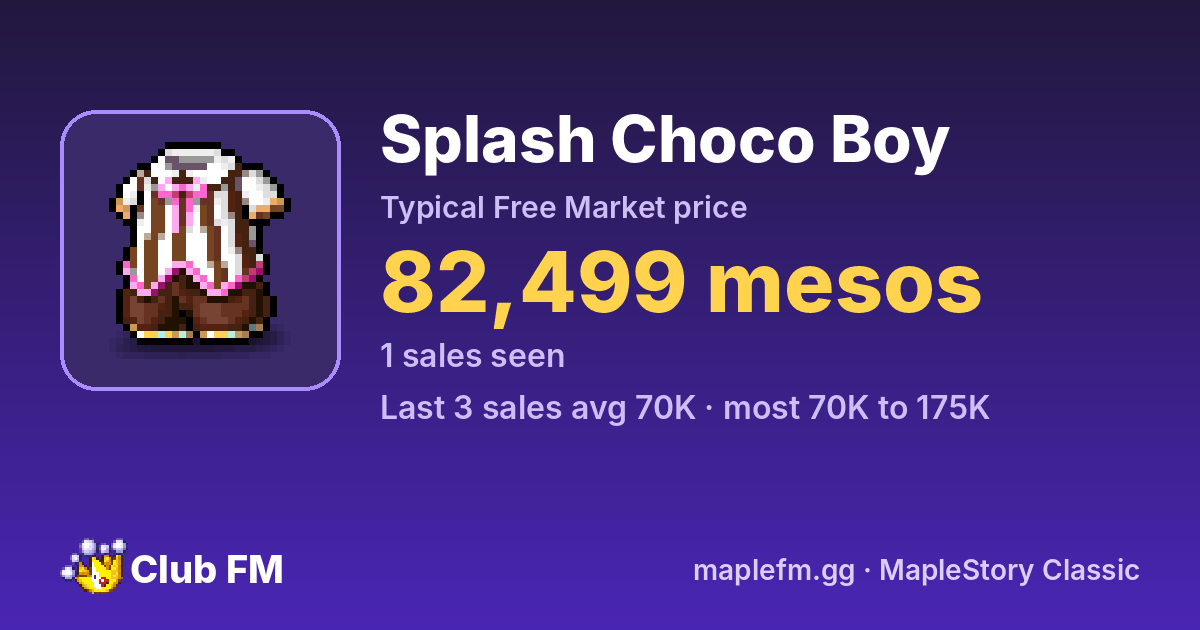 Splash Choco Boy
Typical Free Market price
82,499 mesos
1 sales seen
Last 3 sales avg 70K · most 70K to 175K
Club FM
maplefm.gg · MapleStory Classic